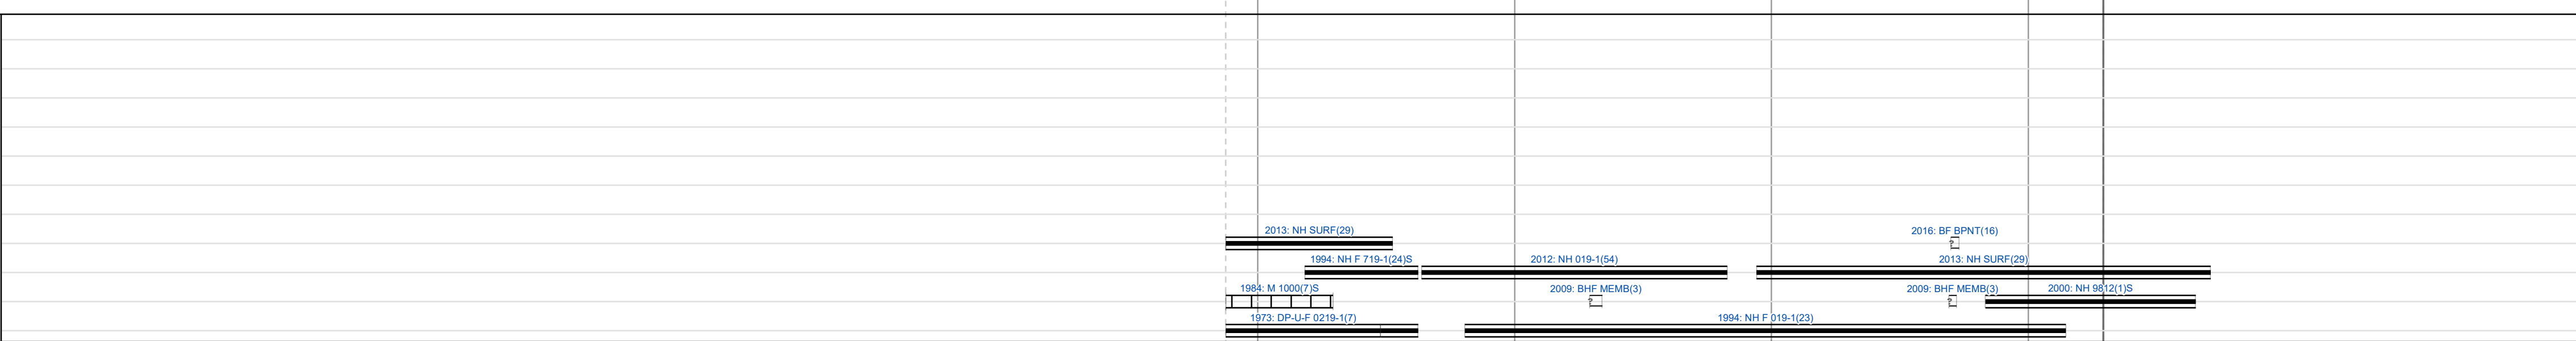 2013: NH SURF(29)
2016: BF BPNT(16)
1994: NH F 719-1(24)S
2012: NH 019-1(54)
2013: NH SURF(29)
1984: M 1000(7)S
2009: BHF MEMB(3)
2009: BHF MEMB(3)
2000: NH 9812(1)S
1973: DP-U-F 0219-1(7)
1994: NH F 019-1(23)